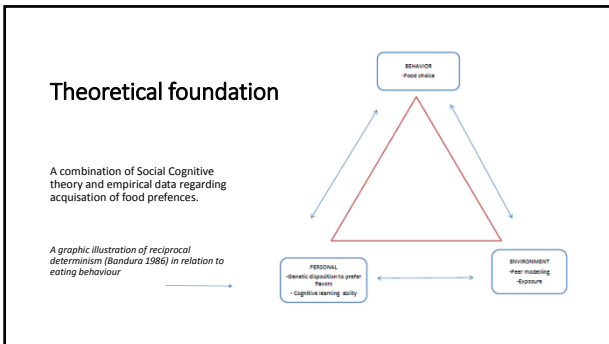 Theoretical foundation
A combination of Social Cognitive
theory and empirical data regarding
acquisation of food prefences.
A graphic illustration of reciprocal
determinism (Bandura 1986) in relation to
eating behaviour
BEHAVIOR
-Food choice
PERSONAL
-Genetic disposition to prefer
flavors
- Cognitive learning ability
ENVIRONMENT
-Peer modelling
-Exposure